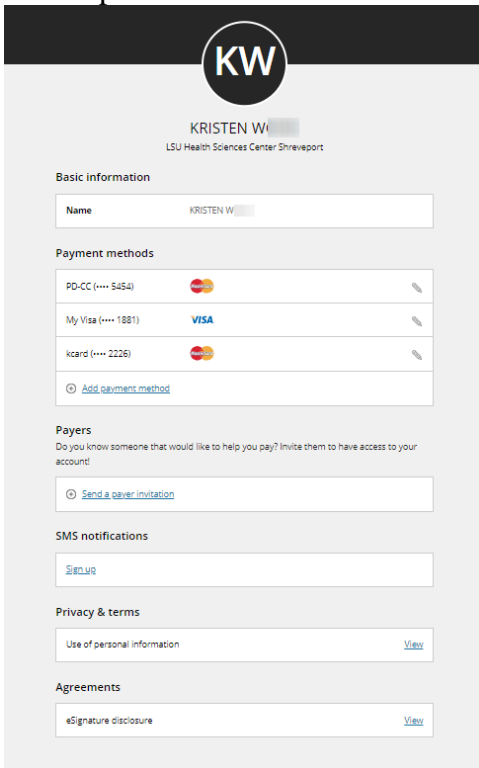 KW
KRISTEN W
LSU Health Sciences Center Shreveport
Basic information
Name KRISTEN W
Payment methods
PD-CC (•••• 5454) MasterCard
My Visa (•••• 1881) VISA
kcard (•••• 2226) MasterCard
Add payment method
Payers
Do you know someone that would like to help you pay? Invite them to have access to your
account!
Send a payer invitation
SMS notifications
Sign up
Privacy & terms
Use of personal information View
Agreements
eSignature disclosure View